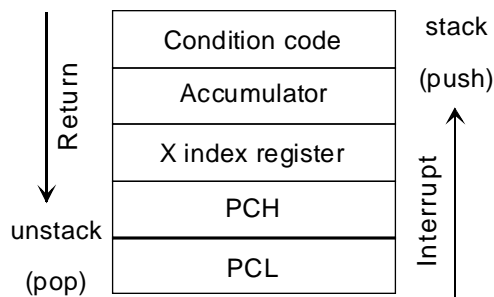 Condition code
Accumulator
X index register
PCH
PCL
Return
unstack
(pop)
stack
(push)
Interrupt